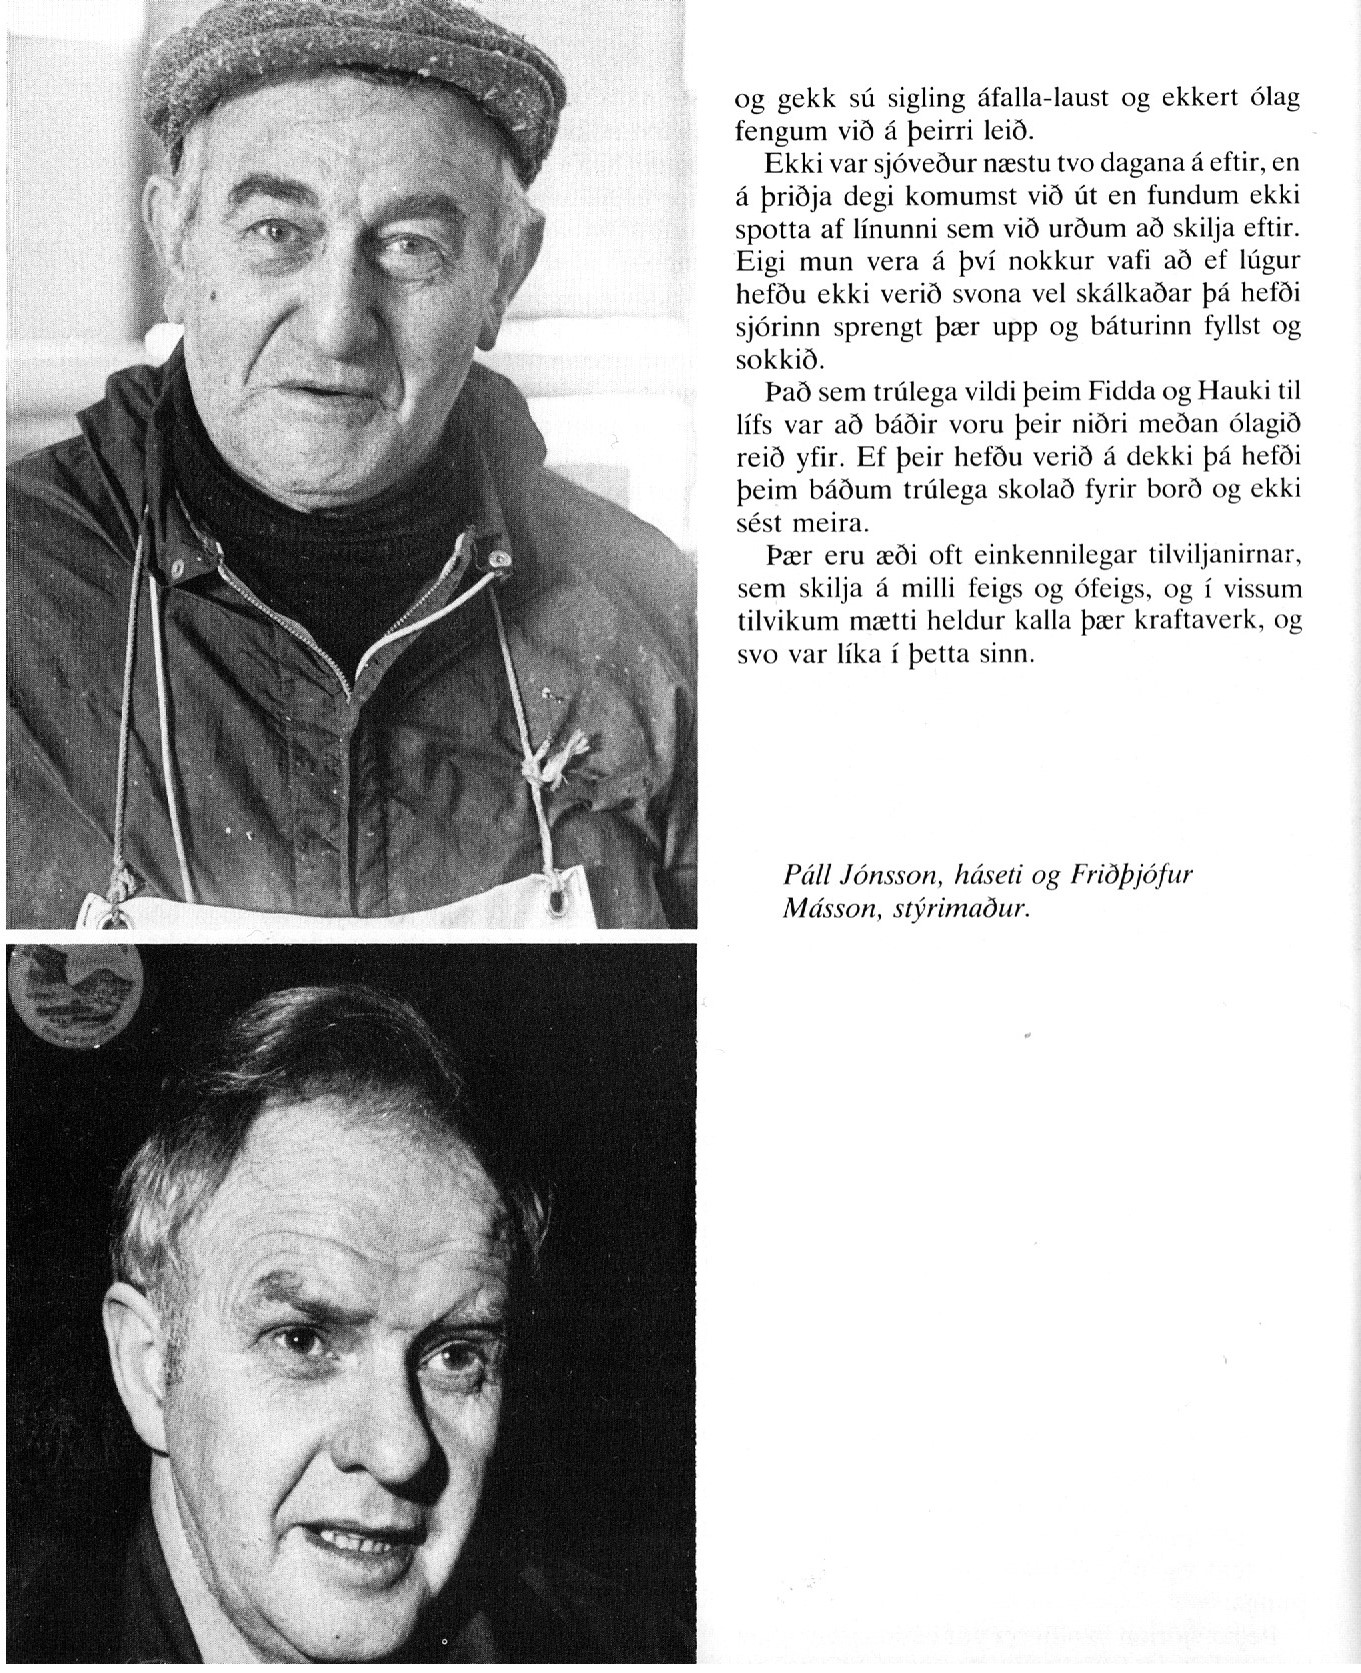 og gekk sú sigling áfalla-laust og ekkert ólag
fengum við á þeirri leið.
Ekki var sjóveður næstu tvo dagana á eftir, en
á þriðja degi komumst við út en fundum ekki
spotta af línunni sem við urðum að skilja eftir.
Eigi mun vera á því nokkur vafi að ef lúgur
hefðu ekki verið svona vel skálkaðar þá hefði
sjórinn sprengt þær upp og báturinn fyllst og
sokkið.
Það sem trúlega vildi þeim Fidda og Hauki til
lífs var að báðir voru þeir niðri meðan ólagið
reið yfir. Ef þeir hefðu verið á dekki þá hefði
þeim báðum trúlega skolað fyrir borð og ekki
sést meira.
Þær eru æði oft einkennilegar tilviljanirnar,
sem skilja á milli feigs og ófeigs, og í vissum
tilvikum mætti heldur kalla þær kraftaverk, og
svo var líka í þetta sinn.
Páll Jónsson, háseti og Friðþjófur
Másson, stýrimaður.